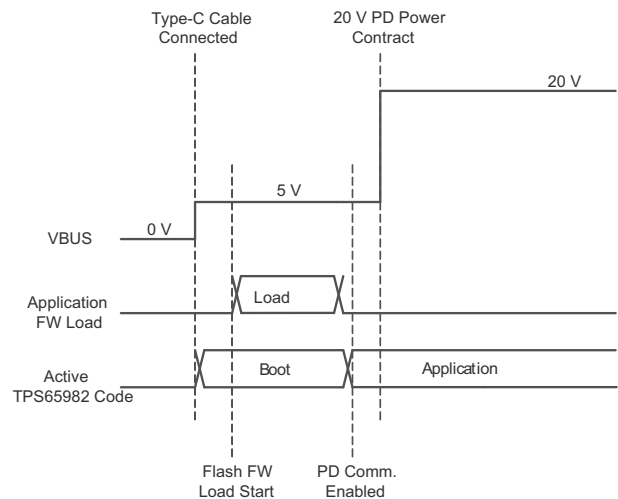 Type-C Cable
Connected
20 V PD Power
Contract
20 V
5 V
0 V
VBUS
Load
Application
FW Load
Boot
Application
Active
TPS65982 Code
Flash FW
Load Start
PD Comm.
Enabled